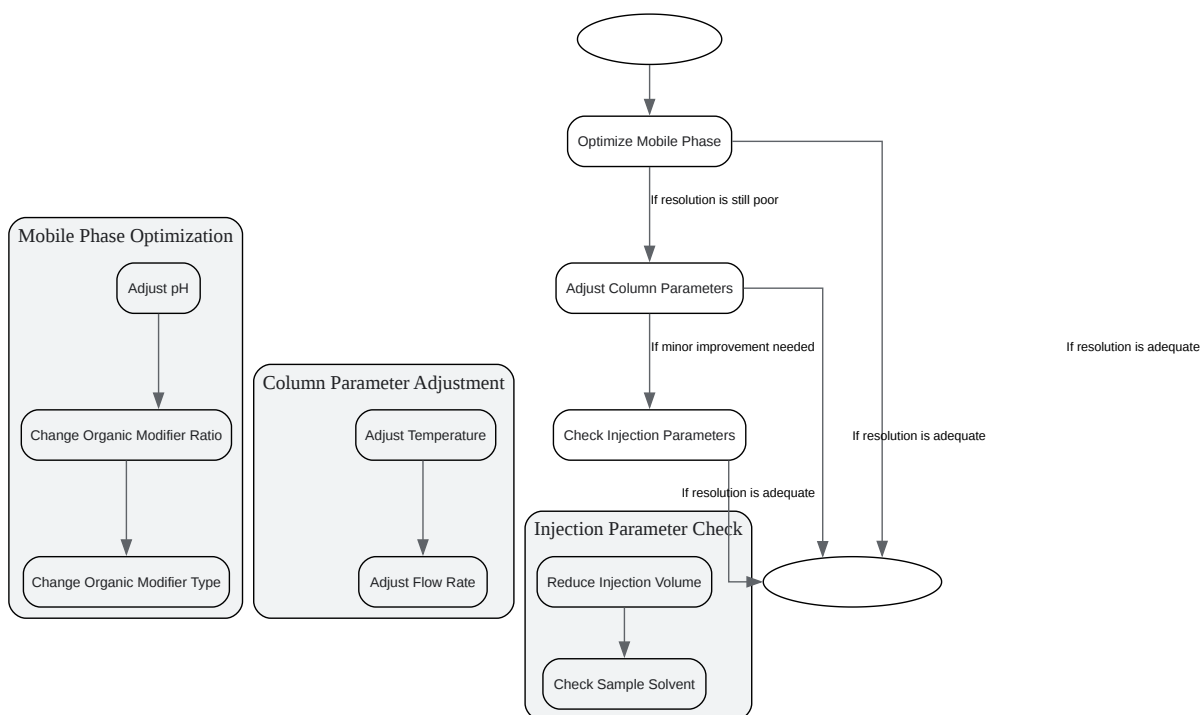 Optimize Mobile Phase
If resolution is still poor
Mobile Phase Optimization
Adjust pH
Adjust Column Parameters
If minor improvement needed
If resolution is adequate
Column Parameter Adjustment
Change Organic Modifier Ratio
Adjust Temperature
Check Injection Parameters
If resolution is adequate
If resolution is adequate
Injection Parameter Check
Change Organic Modifier Type
Adjust Flow Rate
Reduce Injection Volume
Check Sample Solvent